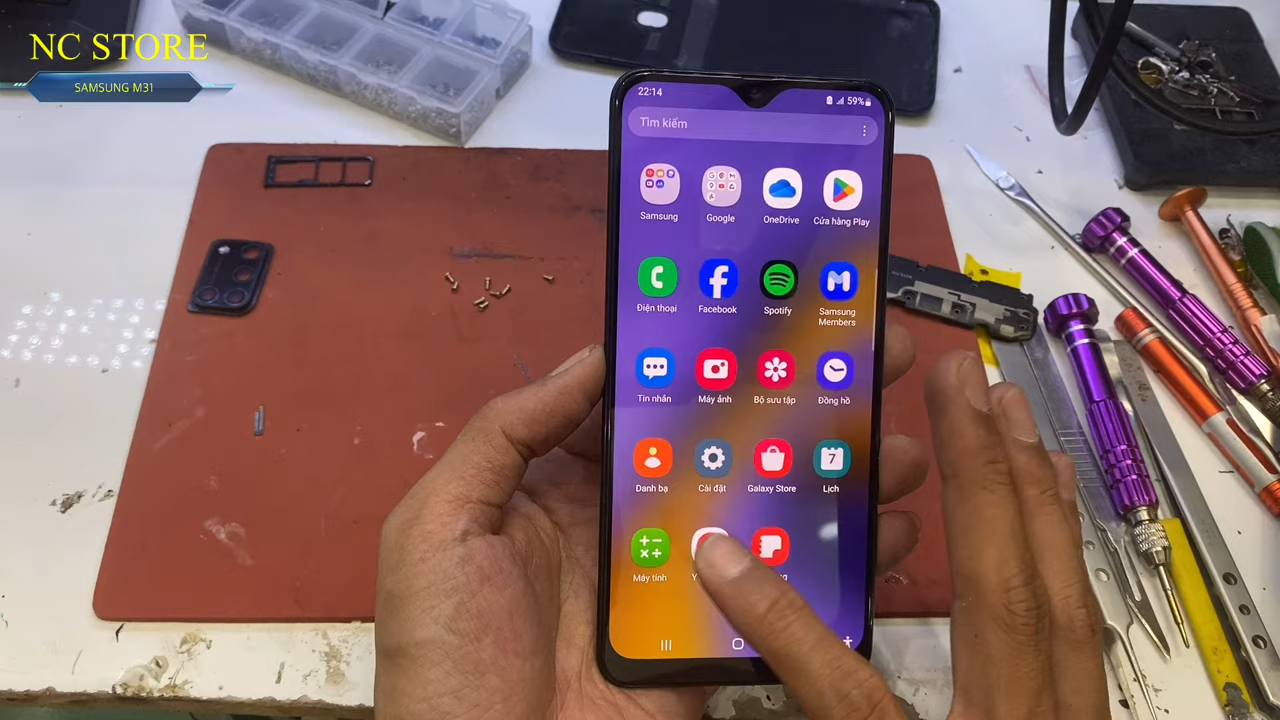 NC STORE
SAMSUNG M31
22:14
59%
Tìm kiếm
Samsung
Google
OneDrive
Cửa hàng Play
Điện thoại
Facebook
Spotify
Samsung Members
Tin nhắn
Máy ảnh
Bộ sưu tập
Đồng hồ
7
Danh bạ
Cài đặt
Galaxy Store
Lịch
Máy tính